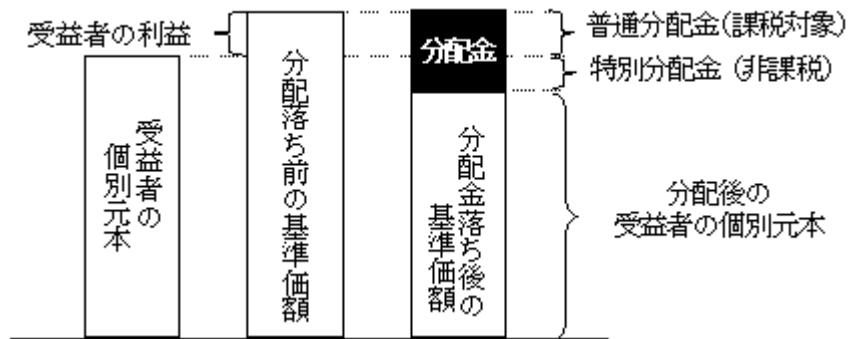 受益者の利益
受益者の
個別元本
分配落ち前の基準価額
分配金
分配金落ち後の
基準価額
普通分配金(課税対象)
特別分配金 (非課税)
分配後の
受益者の個別元本